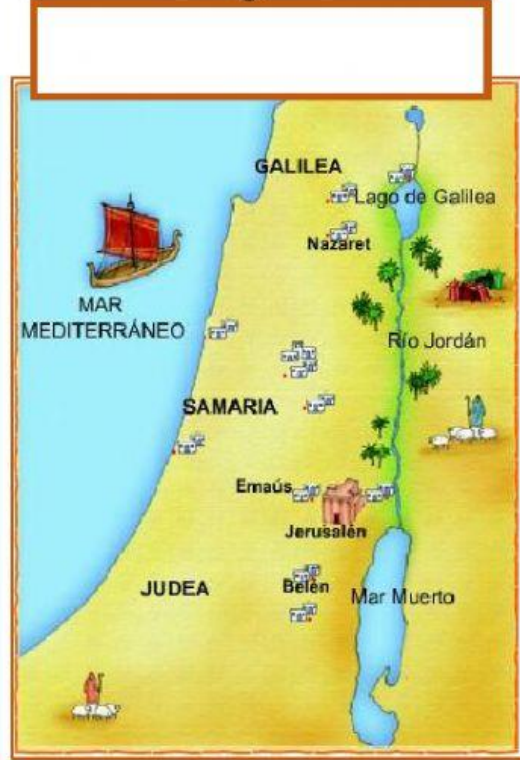 GALILEA
Lago de Galilea
Nazaret
MAR
MEDITERRÁNEO
Río Jordán
SAMARIA
Emaús
Jerusalén
JUDEA
Belén
Mar Muerto